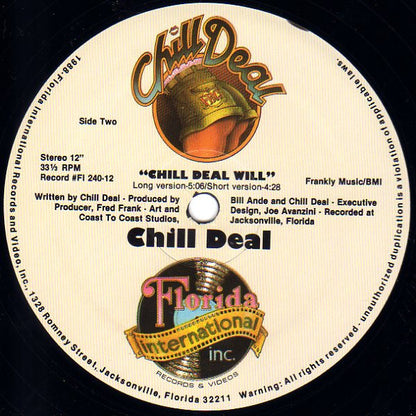 Chill Deal
Side Two
Stereo 12"
33⅓ RPM
Record #FI 240-12
"CHILL DEAL WILL"
Long version-5:06/Short version-4:28
Frankly Music/BMI
Written by Chill Deal - Produced by
Producer, Fred Frank - Art and
Coast To Coast Studios,
Bill Ande and Chill Deal - Executive
Design, Joe Avanzini - Recorded at
Jacksonville, Florida
Chill Deal
Florida
international
inc.
RECORDS & VIDEOS
1988-Florida International Records and Video, Inc., 1328 Romney Street, Jacksonville, Florida 32211
Warning: All rights reserved - unauthorized duplication is a violation of applicable laws.